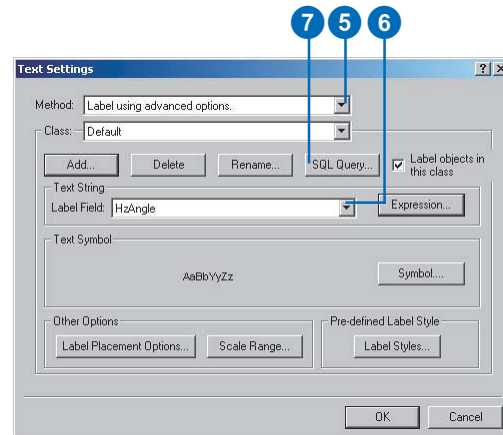 7 5 6
Text Settings ? X
Method: Label using advanced options.
Class: Default
Add... Delete Rename... SQL Query... Label objects in this class
Text String
Label Field: HzAngle Expression...
Text Symbol
AaBbYyZz Symbol....
Other Options Pre-defined Label Style
Label Placement Options... Scale Range... Label Styles...
OK Cancel